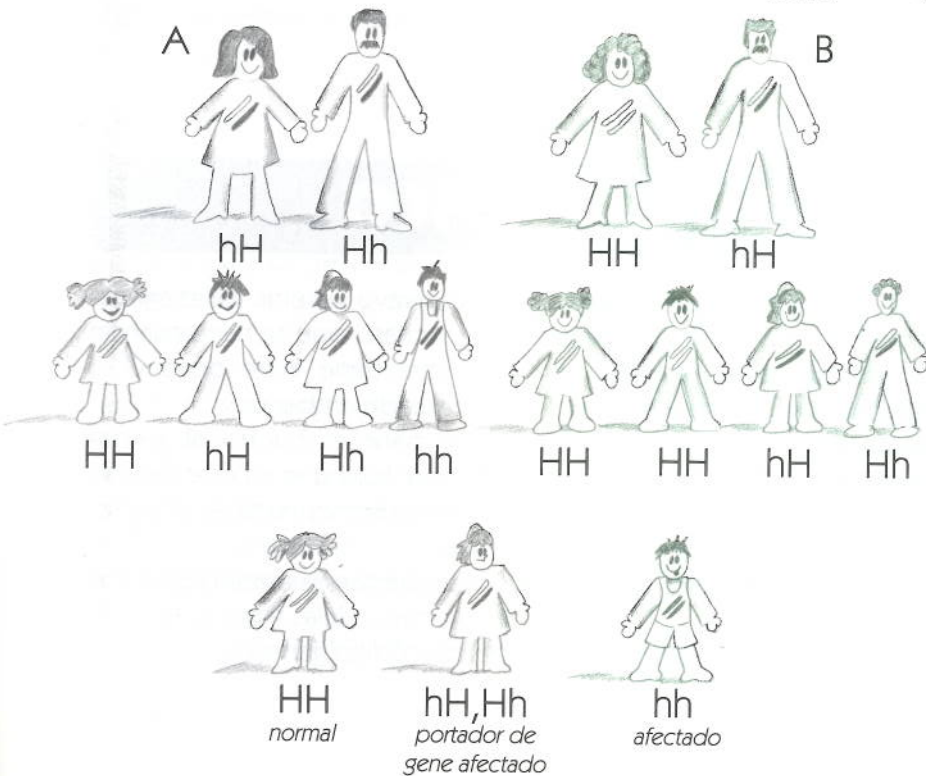 A
B
hH Hh
HH hH
HH hH Hh hh
HH HH hH Hh
HH
normal
hH,Hh
portador de
gene afectado
hh
afectado